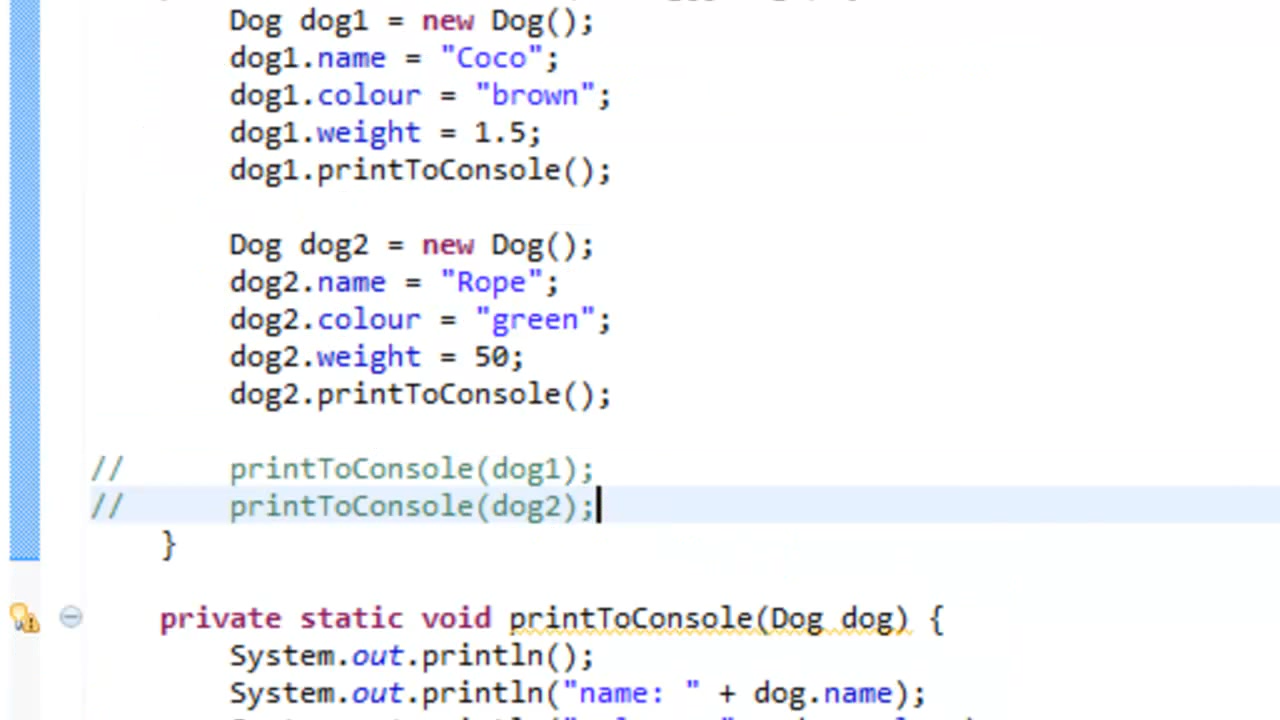 Dog dog1 = new Dog();
dog1.name = "Coco";
dog1.colour = "brown";
dog1.weight = 1.5;
dog1.printToConsole();
Dog dog2 = new Dog();
dog2.name = "Rope";
dog2.colour = "green";
dog2.weight = 50;
dog2.printToConsole();
// printToConsole(dog1);
// printToConsole(dog2);
}
private static void printToConsole(Dog dog) {
System.out.println();
System.out.println("name: " + dog.name);